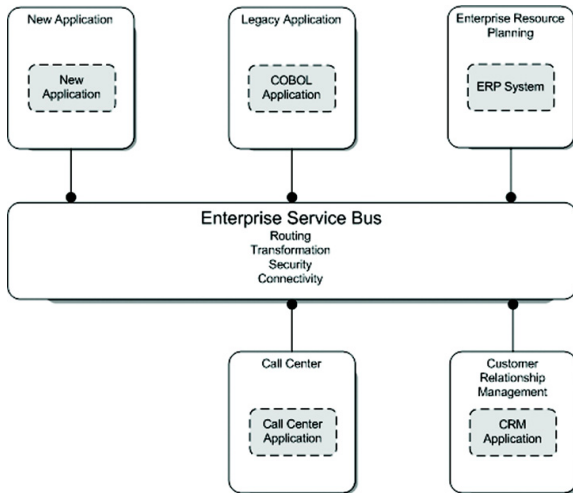 New Application
New
Application
Legacy Application
COBOL
Application
Enterprise Resource
Planning
ERP System
Enterprise Service Bus
Routing
Transformation
Security
Connectivity
Call Center
Call Center
Application
Customer
Relationship
Management
CRM
Application